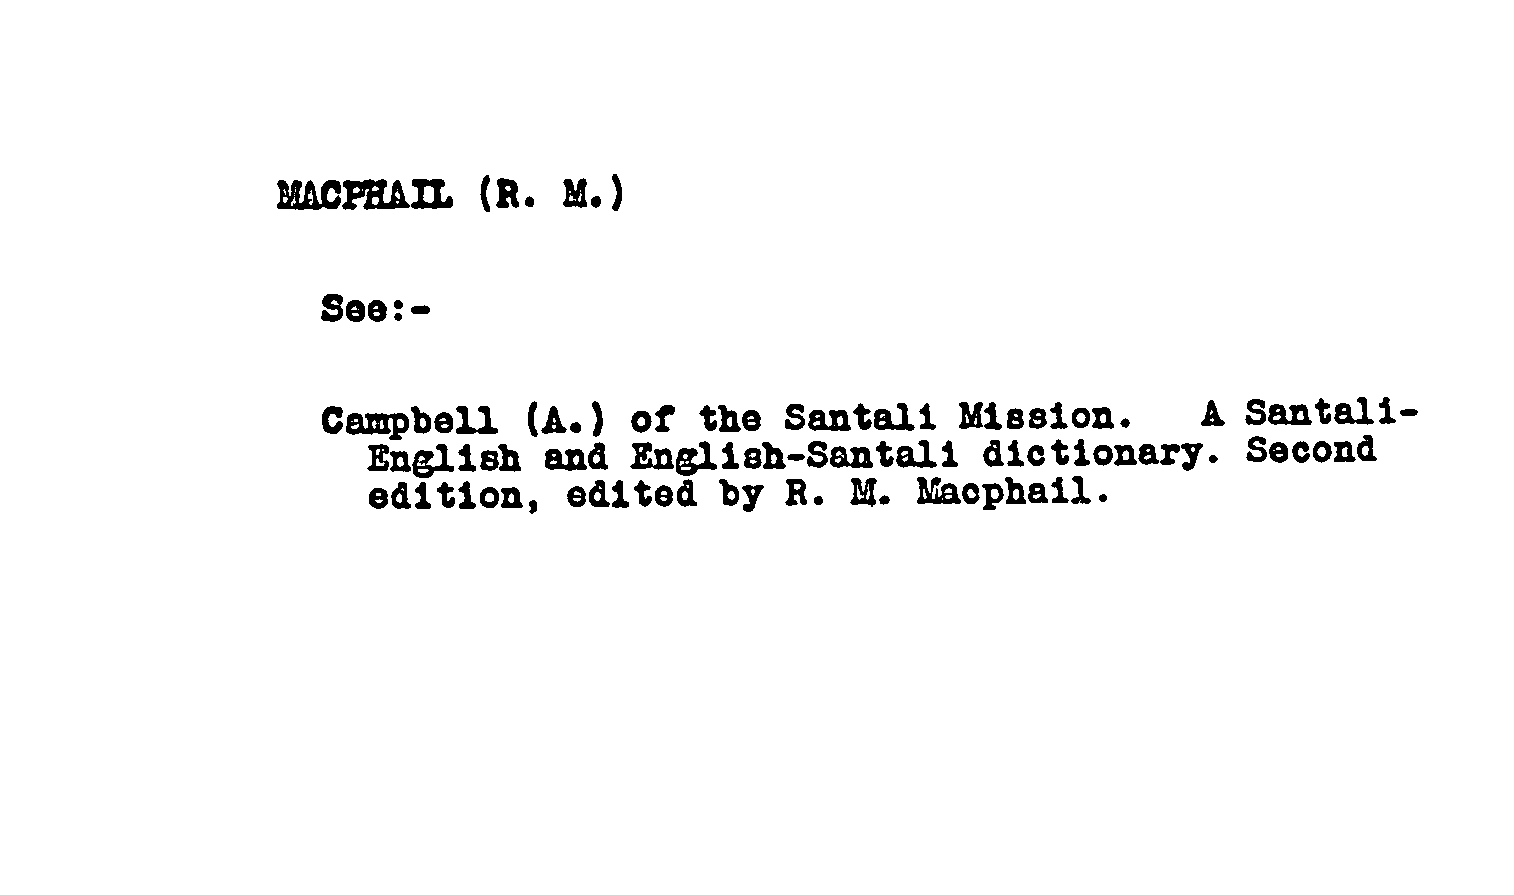 MACPHAIL (R. M.)
See:-
Campbell (A.) of the Santali Mission. A Santali-
English and English-Santali dictionary. Second
edition, edited by R. M. Macphail.